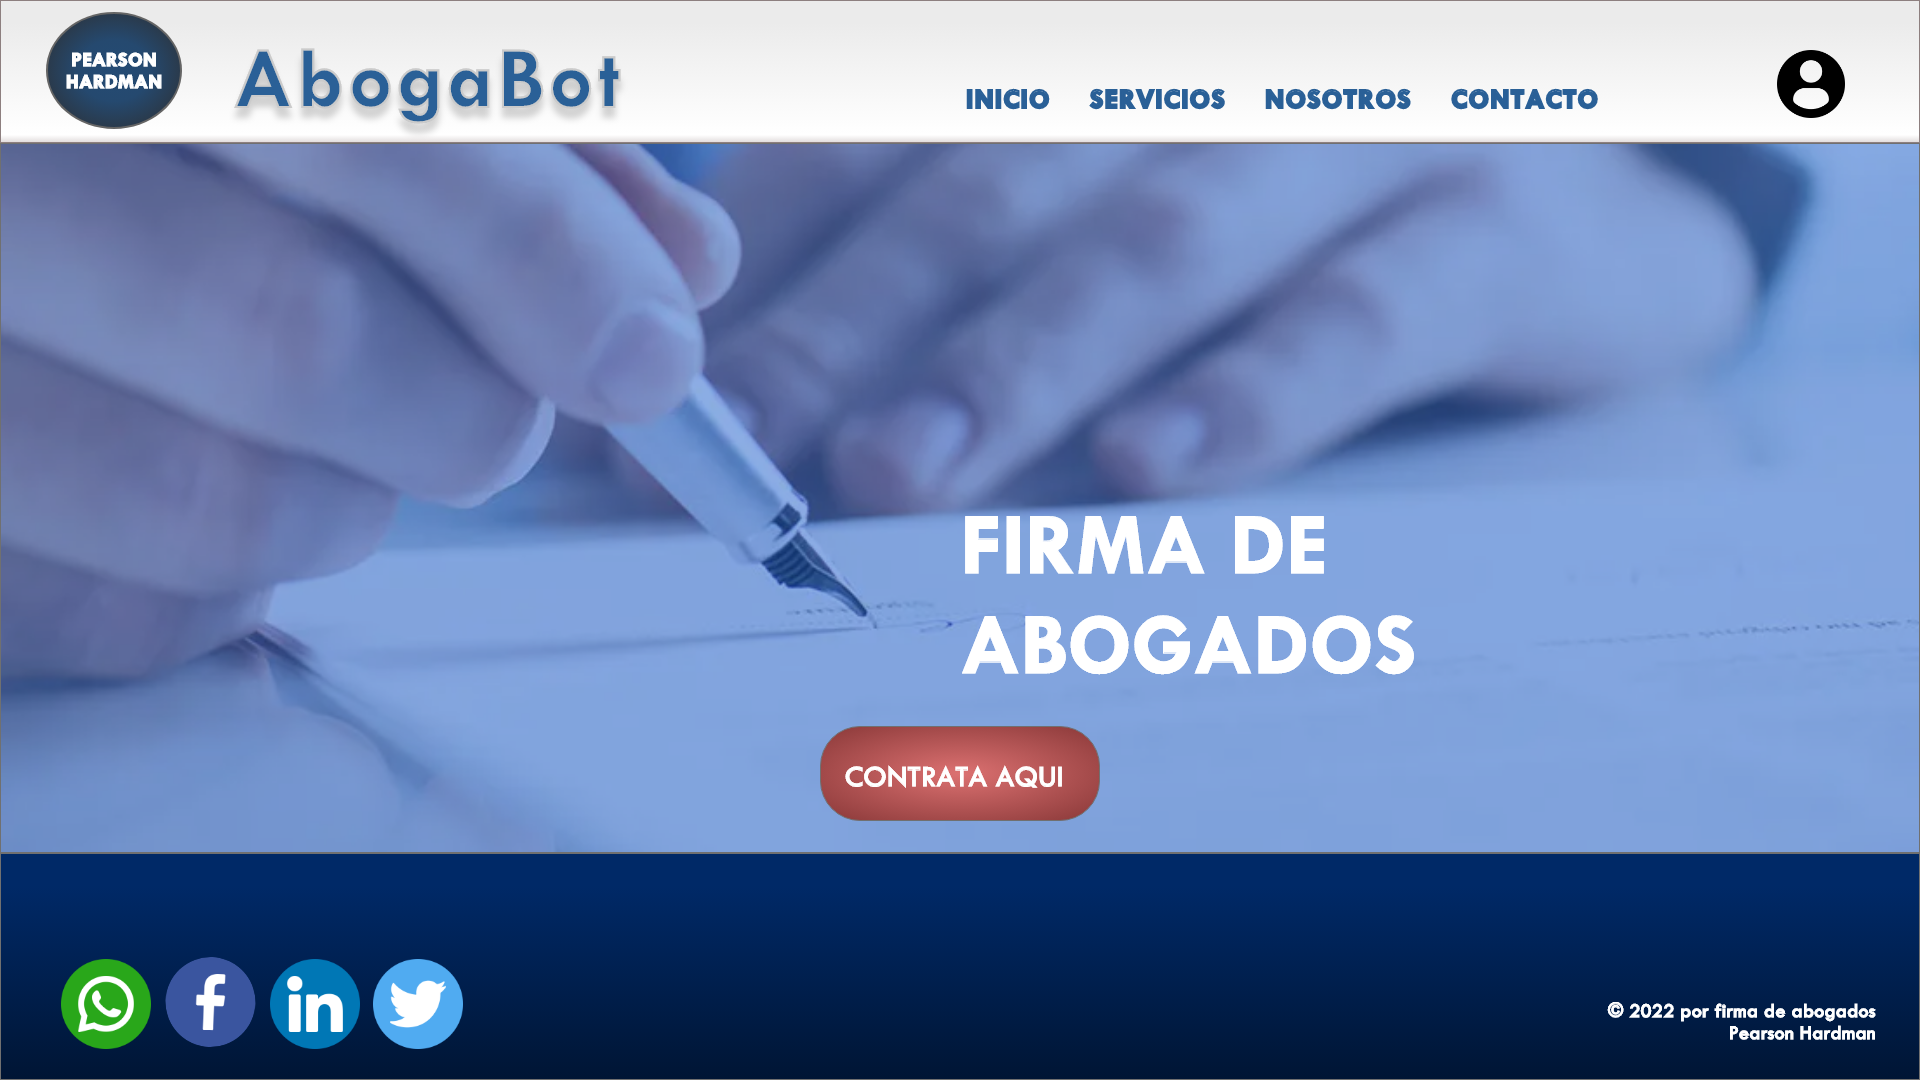 PEARSON
HARDMAN
AbogaBot
INICIO SERVICIOS NOSOTROS CONTACTO
FIRMA DE
ABOGADOS
CONTRATA AQUI
© 2022 por firma de abogados
Pearson Hardman